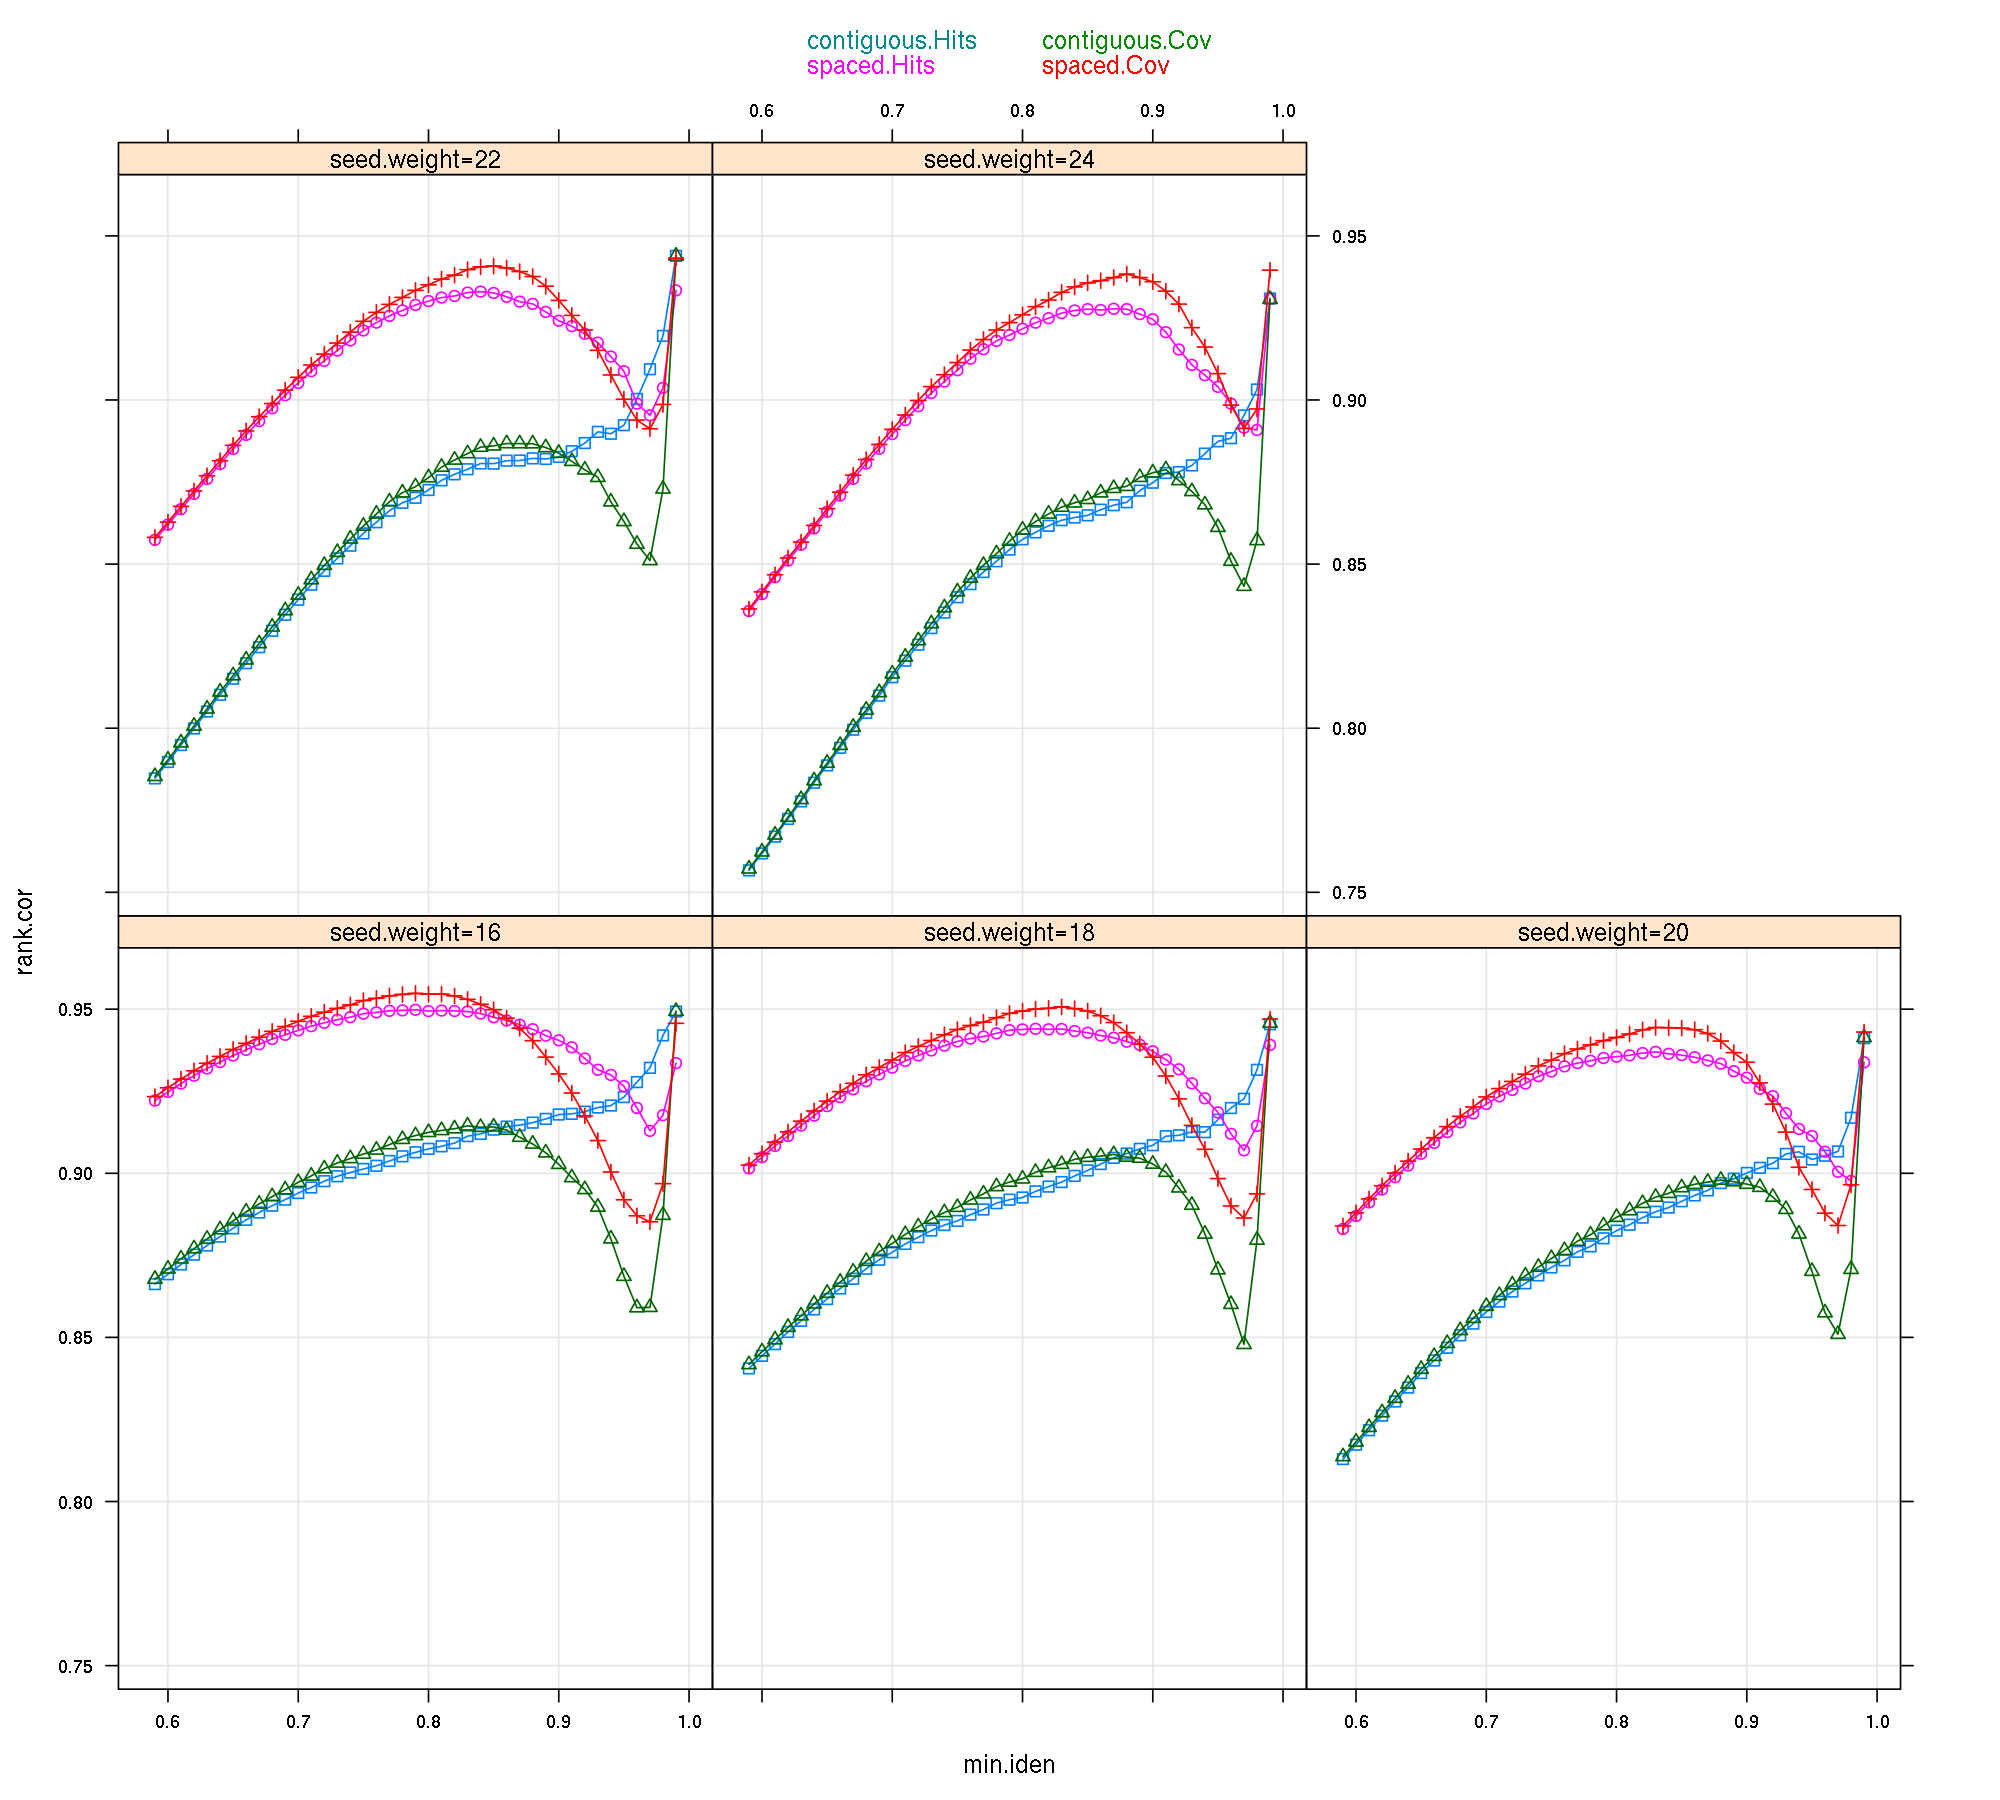 contiguous.Hits contiguous.Cov
spaced.Hits spaced.Cov
0.6 0.7 0.8 0.9 1.0
seed.weight=22 seed.weight=24
0.95
0.90
0.85
0.80
0.75
rank.cor
seed.weight=16 seed.weight=18 seed.weight=20
0.95
0.90
0.85
0.80
0.75
0.6 0.7 0.8 0.9 1.0 0.6 0.7 0.8 0.9 1.0
min.iden